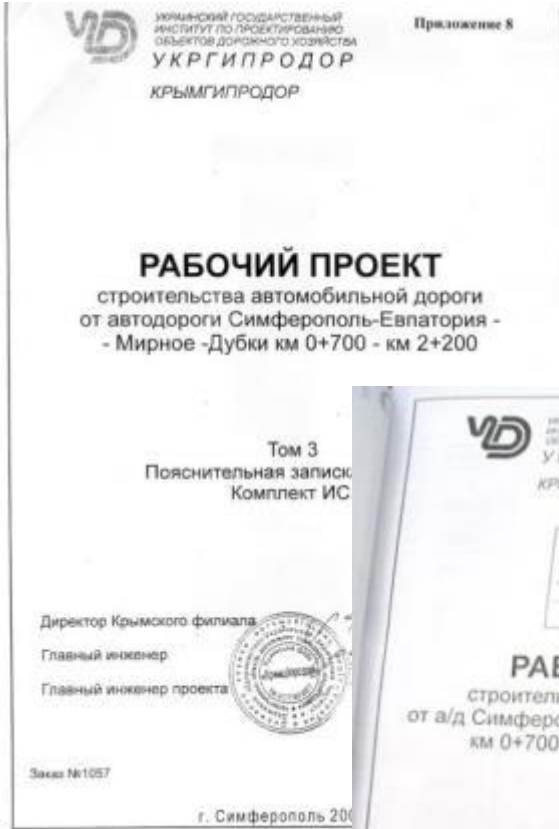 УКРАИНСКИЙ ГОСУДАРСТВЕННЫЙ
ИНСТИТУТ ПО ПРОЕКТИРОВАНИЮ
ОБЪЕКТОВ ДОРОЖНОГО ХОЗЯЙСТВА
УКРГИПРОДОР
КРЫМГИПРОДОР
Приложение 8
РАБОЧИЙ ПРОЕКТ
строительства автомобильной дороги
от автодороги Симферополь-Евпатория -
- Мирное -Дубки км 0+700 - км 2+200
Том 3
Пояснительная записк
Комплект ИС
Директор Крымского филиала
Главный инженер
Главный инженер проекта
Заказ №1057
г. Симферополь 200
КР
РАБ
строитель
от а/д Симферо
км 0+700